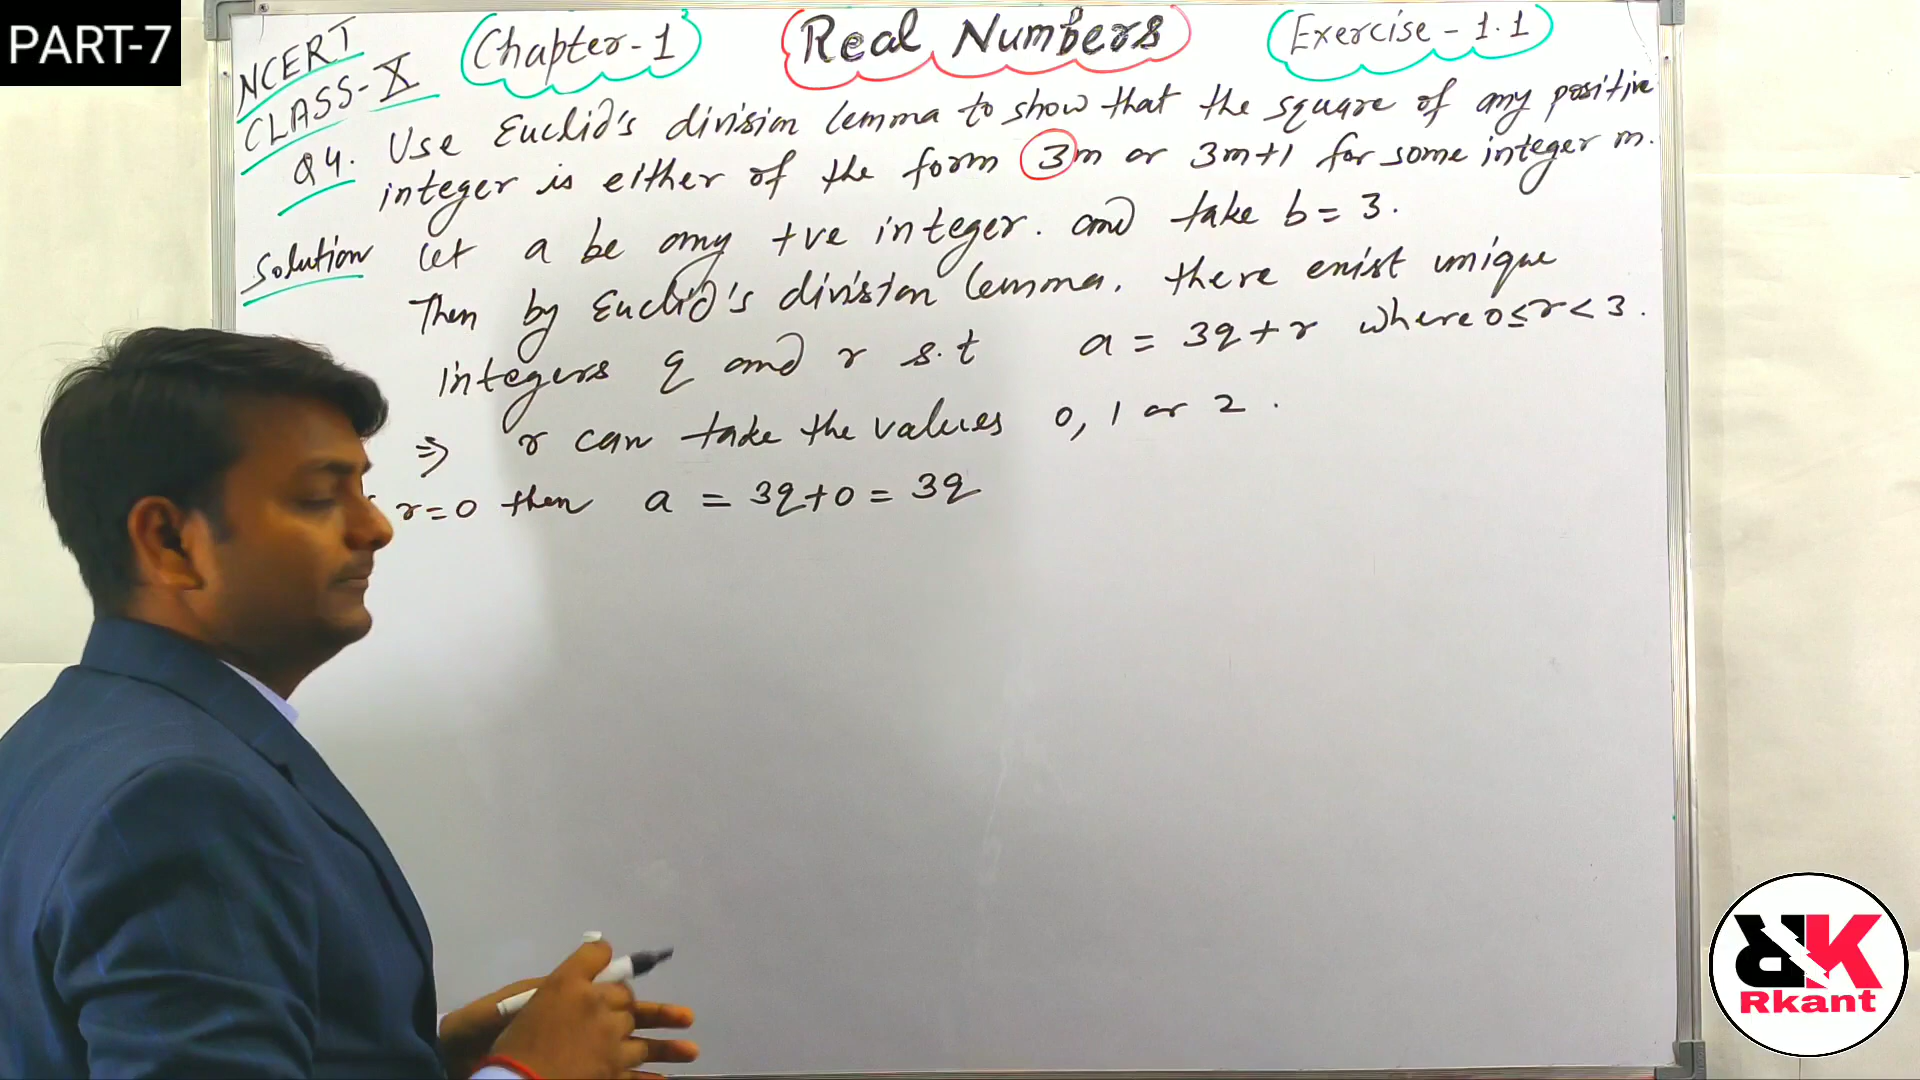 PART-7
NCERT
CLASS-X
Chapter-1
Real Numbers
Exercise - 1.1
Q4. Use Euclid's division lemma to show that the square of any positive
integer is either of the form 3m or 3m+1 for some integer m.
Solution Let a be any +ve integer. and take b = 3.
Then by Euclid's division lemma. there exist unique
integers q and r s.t a = 3q + r where 0 ≤ r < 3.
⇒ r can take the values 0, 1 or 2.
r=0 then a = 3q+0 = 3q
RK
Rkant